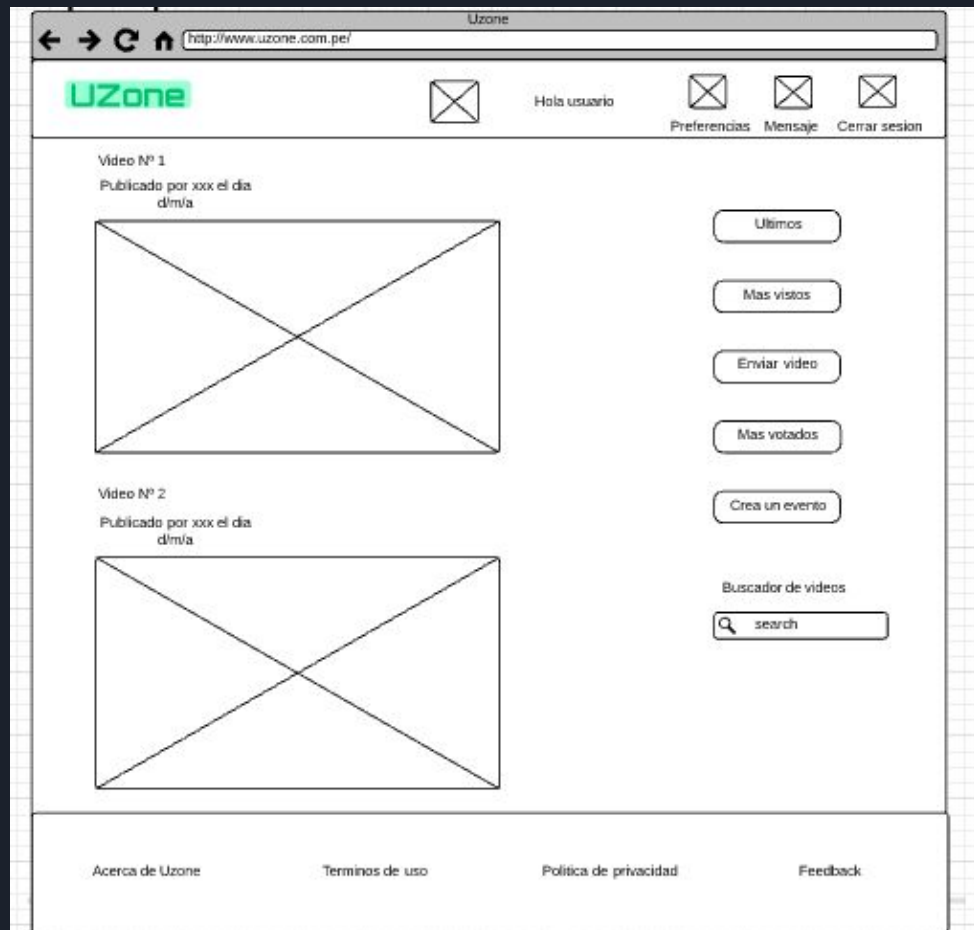 Uzone
http://www.uzone.com.pe/
UZone
Hola usuario
Preferencias
Mensaje
Cerrar sesion
Video Nº 1
Publicado por xxx el dia
d/m/a
Ultimos
Mas vistos
Enviar video
Mas votados
Video Nº 2
Publicado por xxx el dia
d/m/a
Crea un evento
Buscador de videos
search
Acerca de Uzone
Terminos de uso
Politica de privacidad
Feedback